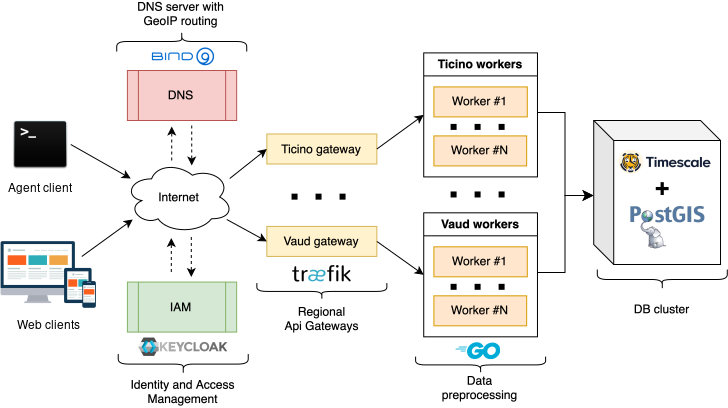 DNS server with
GeoIP routing
BIND 9
DNS
>_
Agent client
Internet
Web clients
IAM
KEYCLOAK
Identity and Access
Management
Ticino gateway
Vaud gateway
træfik
Regional
Api Gateways
Ticino workers
Worker #1
Worker #N
Vaud workers
Worker #1
Worker #N
GO
Data
preprocessing
Timescale
+
PostGIS
DB cluster